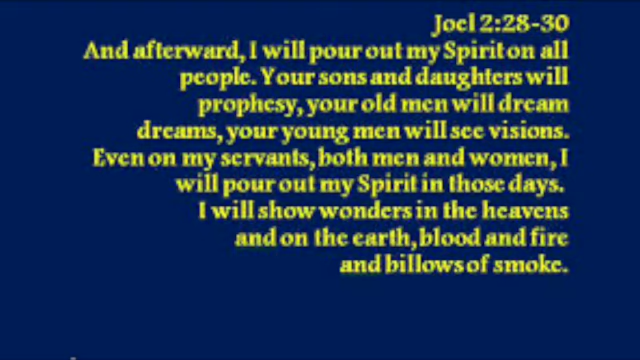 Joel 2:28-30
And afterward, I will pour out my Spirit on all
people. Your sons and daughters will
prophesy, your old men will dream
dreams, your young men will see visions.
Even on my servants, both men and women, I
will pour out my Spirit in those days.
I will show wonders in the heavens
and on the earth, blood and fire
and billows of smoke.